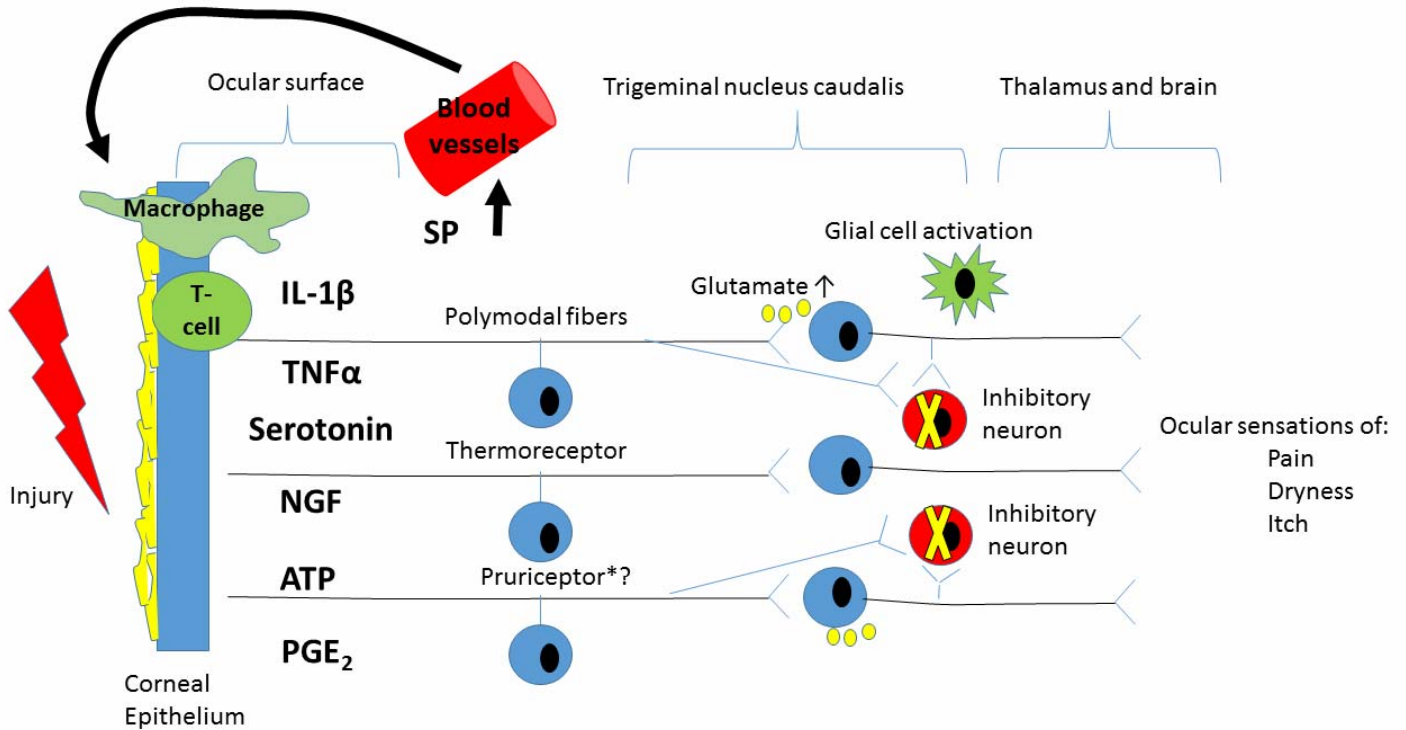 Ocular surface
Blood
vessels
Trigeminal nucleus caudalis
Thalamus and brain
Macrophage
SP
Glial cell activation
T-
cell
IL-1β
Glutamate ↑
Polymodal fibers
TNFα
Inhibitory
neuron
Serotonin
Thermoreceptor
Ocular sensations of:
Pain
Dryness
Itch
Injury
NGF
Inhibitory
neuron
ATP
Pruriceptor*?
PGE₂
Corneal
Epithelium